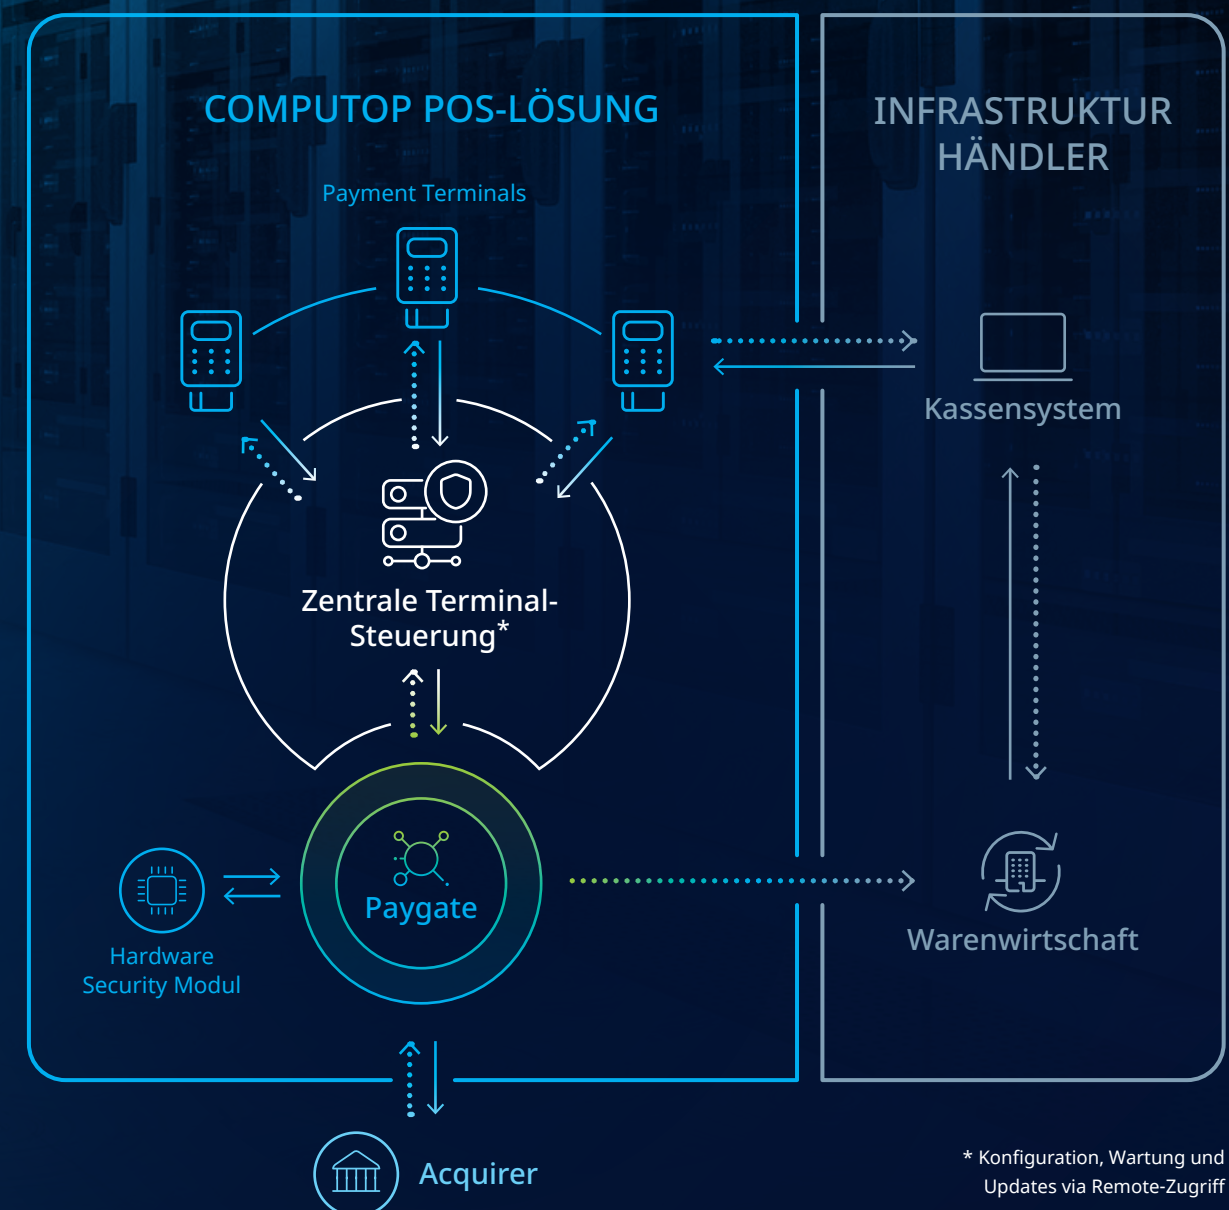 COMPUTOP POS-LÖSUNG
Payment Terminals
Zentrale Terminal-
Steuerung*
Paygate
Hardware
Security Modul
Acquirer
INFRASTRUKTUR
HÄNDLER
Kassensystem
Warenwirtschaft
* Konfiguration, Wartung und
Updates via Remote-Zugriff